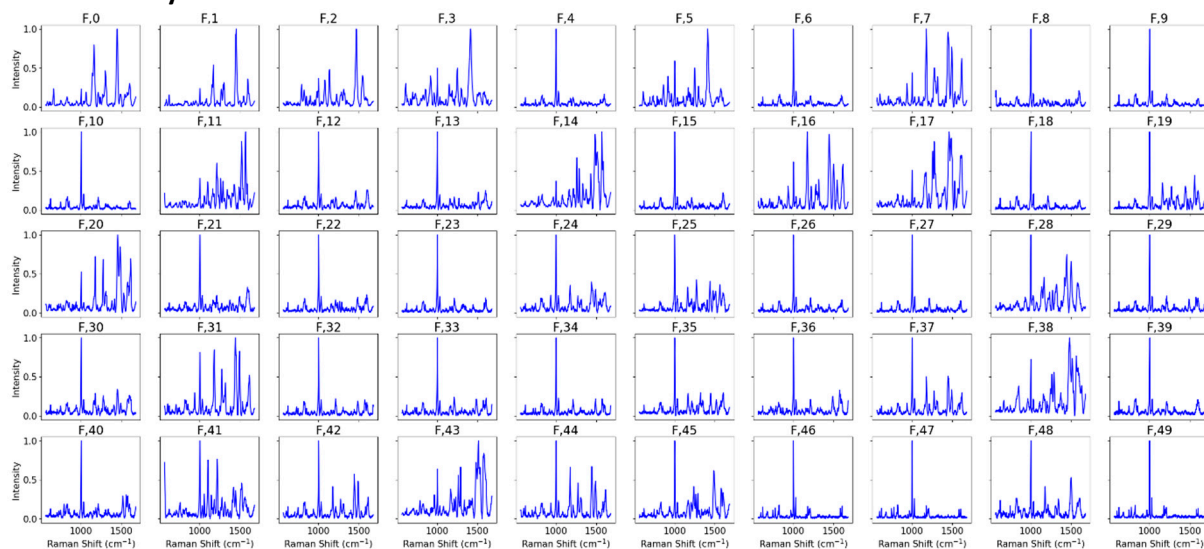 F,0 F,1 F,2 F,3 F,4 F,5 F,6 F,7 F,8 F,9
1.0
Intensity
0.5
0.0
F,10 F,11 F,12 F,13 F,14 F,15 F,16 F,17 F,18 F,19
1.0
Intensity
0.5
0.0
F,20 F,21 F,22 F,23 F,24 F,25 F,26 F,27 F,28 F,29
1.0
Intensity
0.5
0.0
F,30 F,31 F,32 F,33 F,34 F,35 F,36 F,37 F,38 F,39
1.0
Intensity
0.5
0.0
F,40 F,41 F,42 F,43 F,44 F,45 F,46 F,47 F,48 F,49
1.0
Intensity
0.5
0.0
1000 1500 1000 1500 1000 1500 1000 1500 1000 1500 1000 1500 1000 1500 1000 1500 1000 1500 1000 1500
Raman Shift (cm⁻¹) Raman Shift (cm⁻¹) Raman Shift (cm⁻¹) Raman Shift (cm⁻¹) Raman Shift (cm⁻¹) Raman Shift (cm⁻¹) Raman Shift (cm⁻¹) Raman Shift (cm⁻¹) Raman Shift (cm⁻¹) Raman Shift (cm⁻¹)